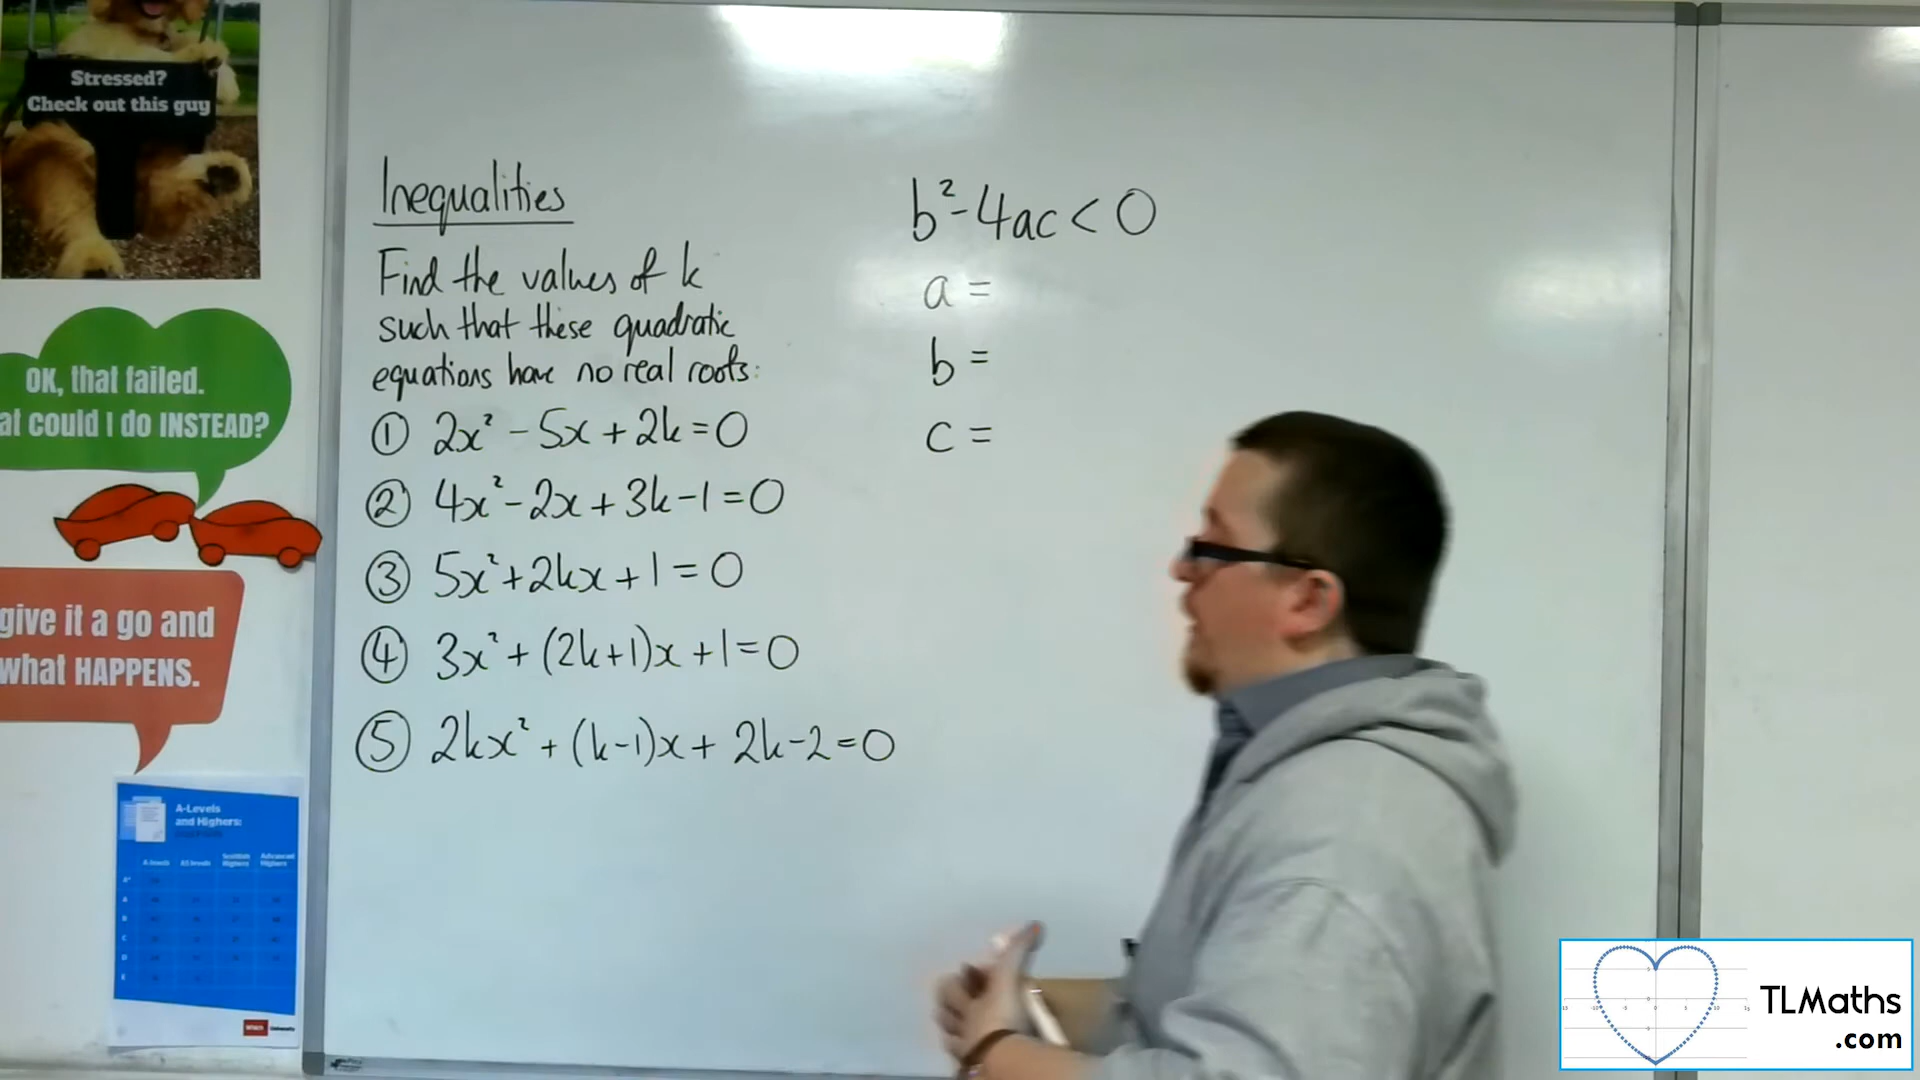 Stressed?
Check out this guy
OK, that failed.
at could I do INSTEAD?
give it a go and
what HAPPENS.
A-Levels
and Highers:
Inequalities
Find the values of k
such that these quadratic
equations have no real roots:
① 2x² - 5x + 2k = 0
② 4x² - 2x + 3k - 1 = 0
③ 5x² + 2kx + 1 = 0
④ 3x² + (2k+1)x + 1 = 0
⑤ 2kx² + (k-1)x + 2k - 2 = 0
b² - 4ac < 0
a =
b =
c =
TLMaths
.com